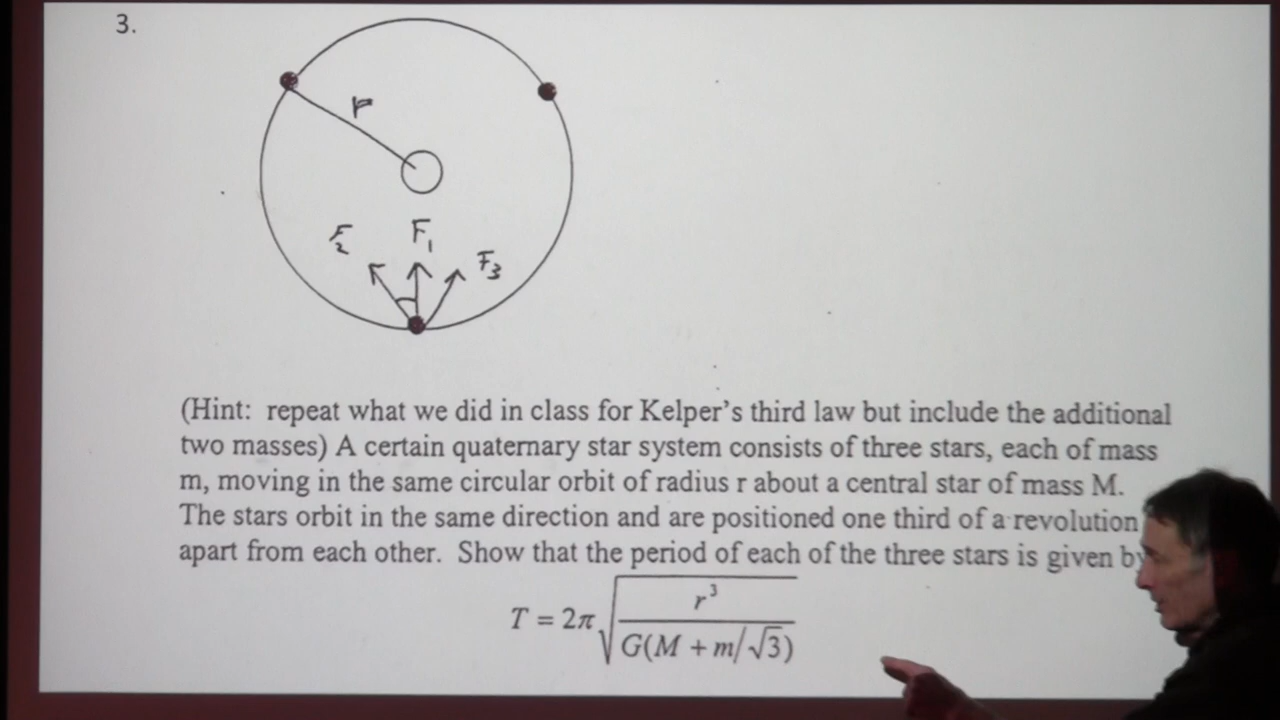 3.
r
F₂
F₁
F₃
(Hint: repeat what we did in class for Kelper's third law but include the additional
two masses) A certain quaternary star system consists of three stars, each of mass
m, moving in the same circular orbit of radius r about a central star of mass M.
The stars orbit in the same direction and are positioned one third of a revolution
apart from each other. Show that the period of each of the three stars is given by
T = 2π√(r³/(G(M + m/√3)))